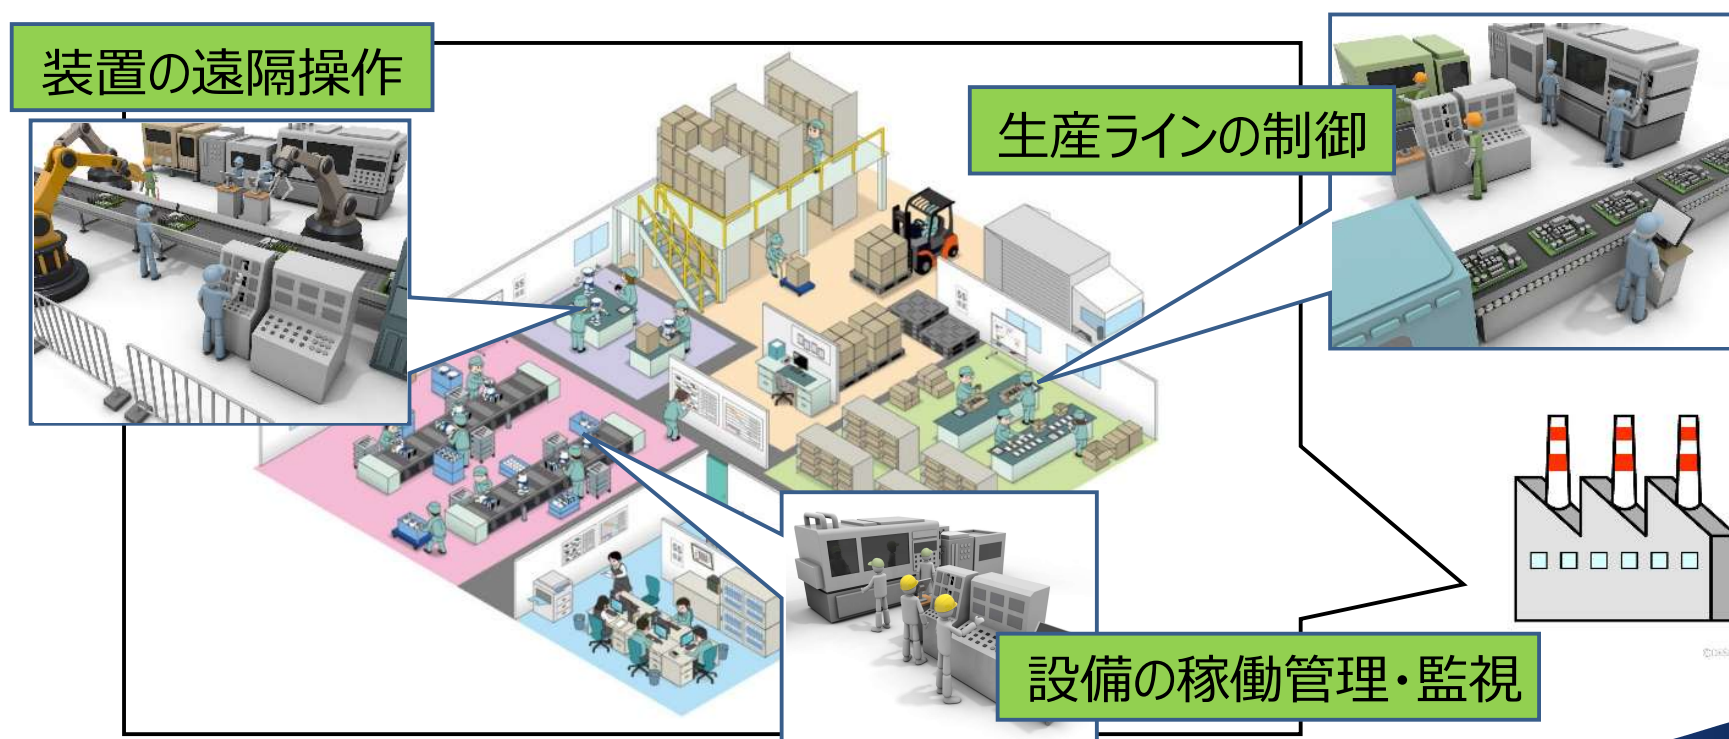 装置の遠隔操作
生産ラインの制御
設備の稼働管理・監視